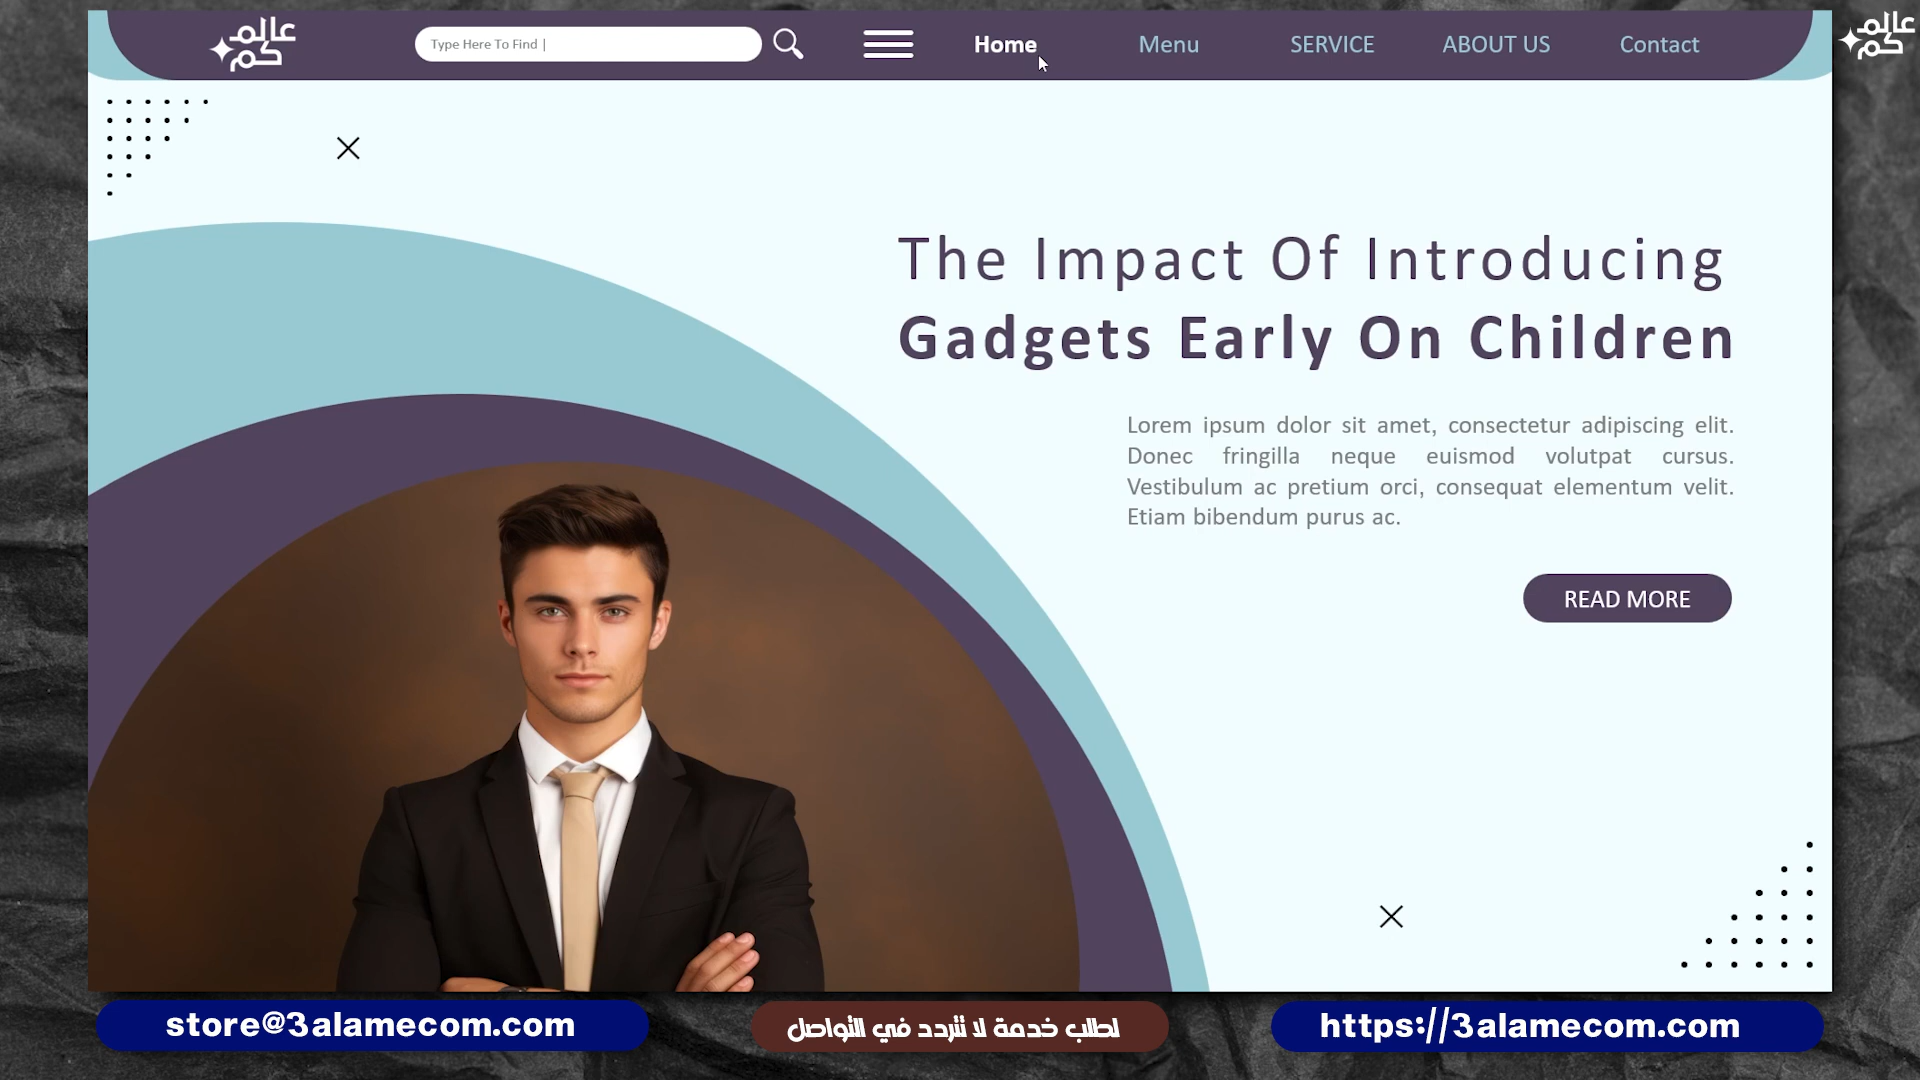 عالم
كم
Type Here To Find |
Home
Menu
SERVICE
ABOUT US
Contact
عالم
كم
The Impact Of Introducing
Gadgets Early On Children
Lorem ipsum dolor sit amet, consectetur adipiscing elit.
Donec fringilla neque euismod volutpat cursus.
Vestibulum ac pretium orci, consequat elementum velit.
Etiam bibendum purus ac.
READ MORE
store@3alamecom.com
لطلب خدمة لا تتردد في التواصل
https://3alamecom.com